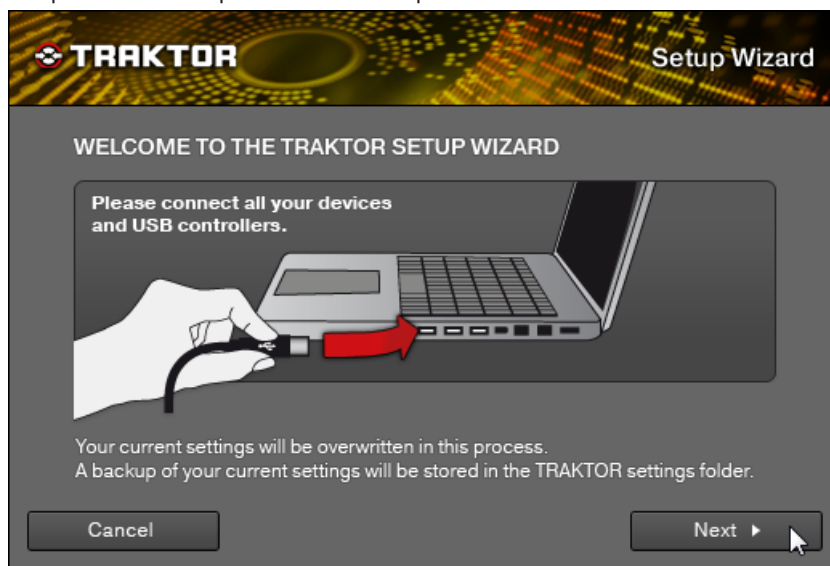 TRAKTOR
Setup Wizard
WELCOME TO THE TRAKTOR SETUP WIZARD
Please connect all your devices
and USB controllers.
Your current settings will be overwritten in this process.
A backup of your current settings will be stored in the TRAKTOR settings folder.
Cancel
Next